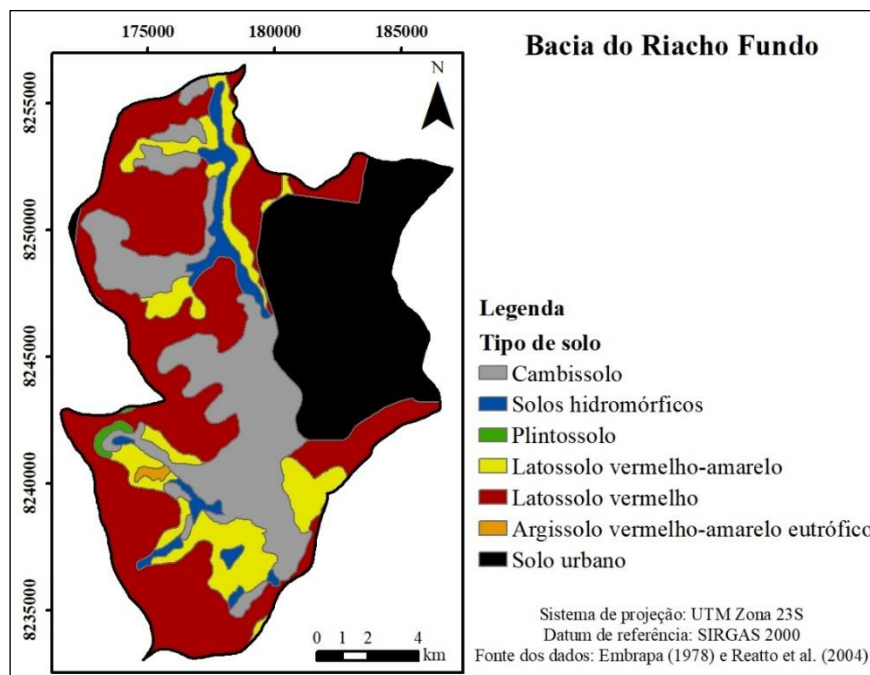 175000 180000 185000
Bacia do Riacho Fundo
N
8255000
8250000
8245000
8240000
8235000
Legenda
Tipo de solo
Cambissolo
Solos hidromórficos
Plintossolo
Latossolo vermelho-amarelo
Latossolo vermelho
Argissolo vermelho-amarelo eutrófico
Solo urbano
0 1 2 4
km
Sistema de projeção: UTM Zona 23S
Datum de referência: SIRGAS 2000
Fonte dos dados: Embrapa (1978) e Reatto et al. (2004)